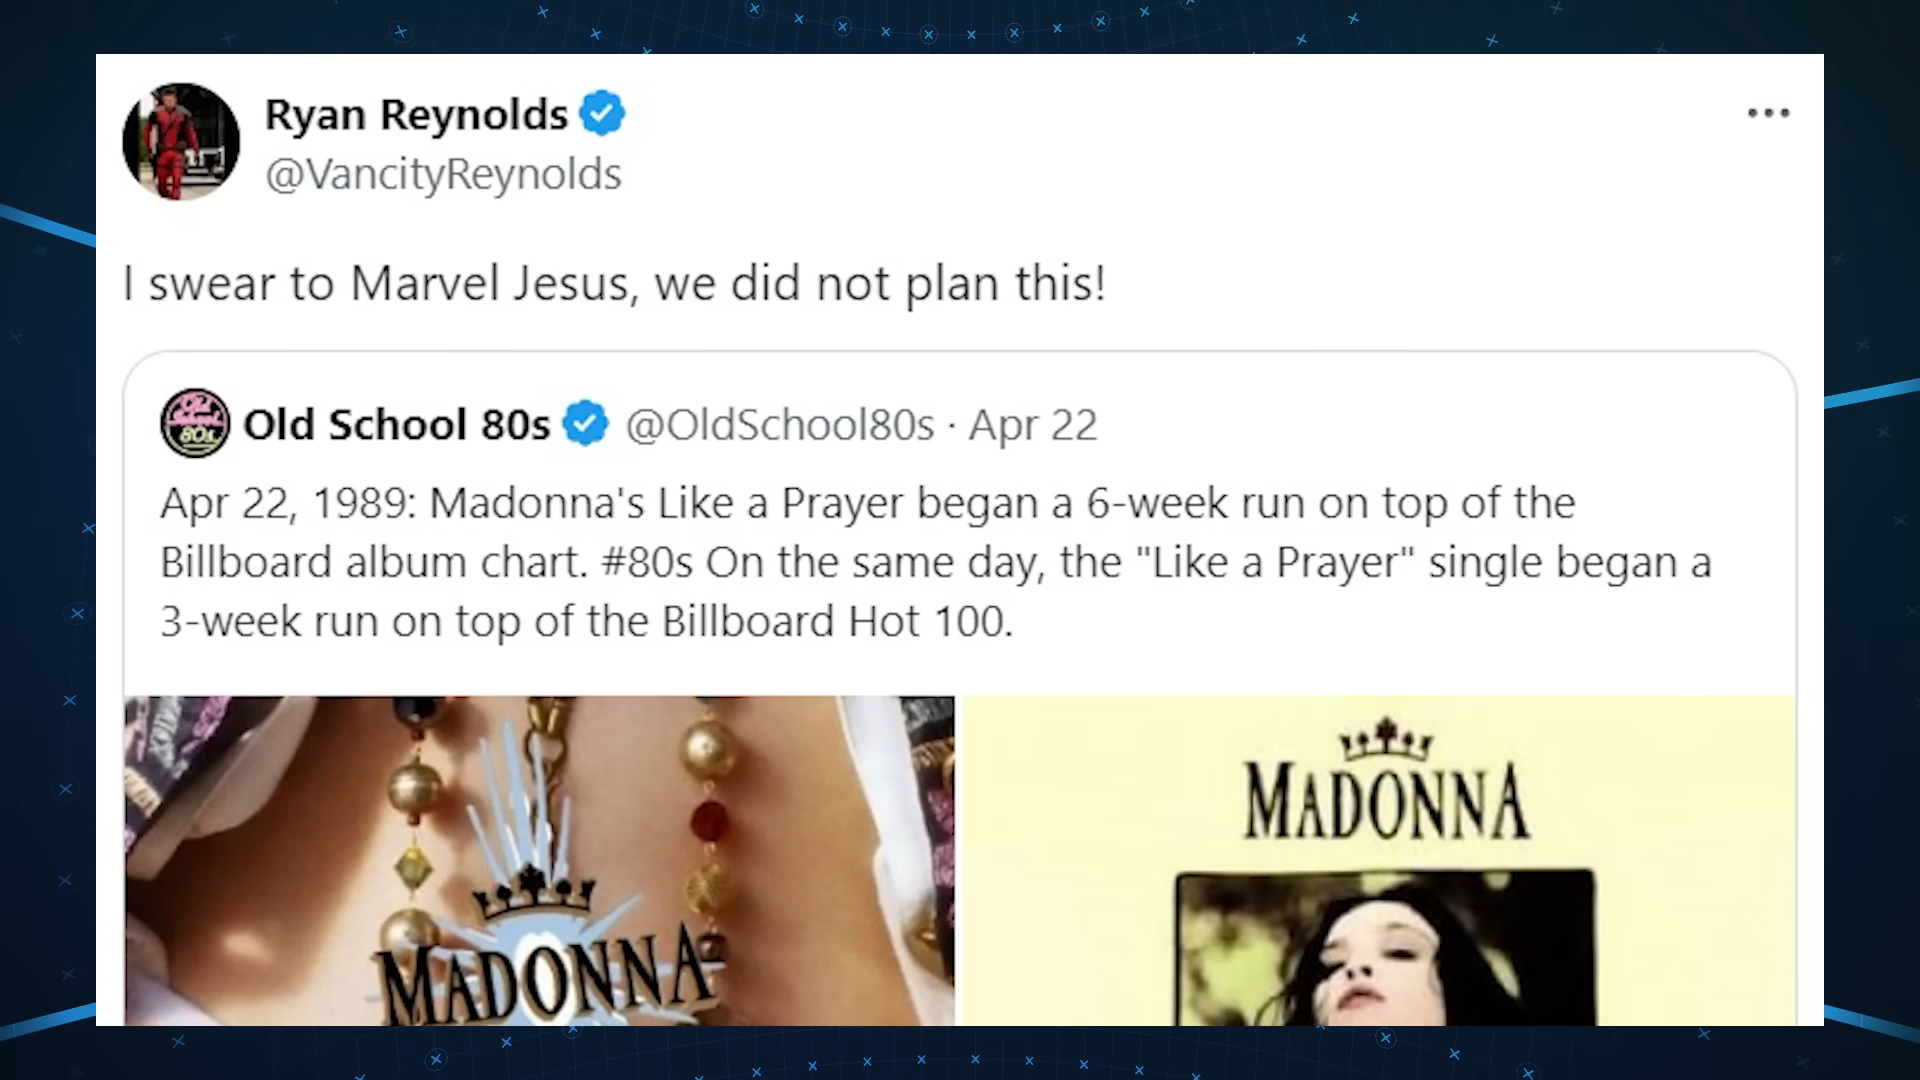 Ryan Reynolds
@VancityReynolds
I swear to Marvel Jesus, we did not plan this!
Old School 80s @OldSchool80s · Apr 22
Old
School
80s
Apr 22, 1989: Madonna's Like a Prayer began a 6-week run on top of the
Billboard album chart. #80s On the same day, the "Like a Prayer" single began a
3-week run on top of the Billboard Hot 100.
MADONNA
MADONNA